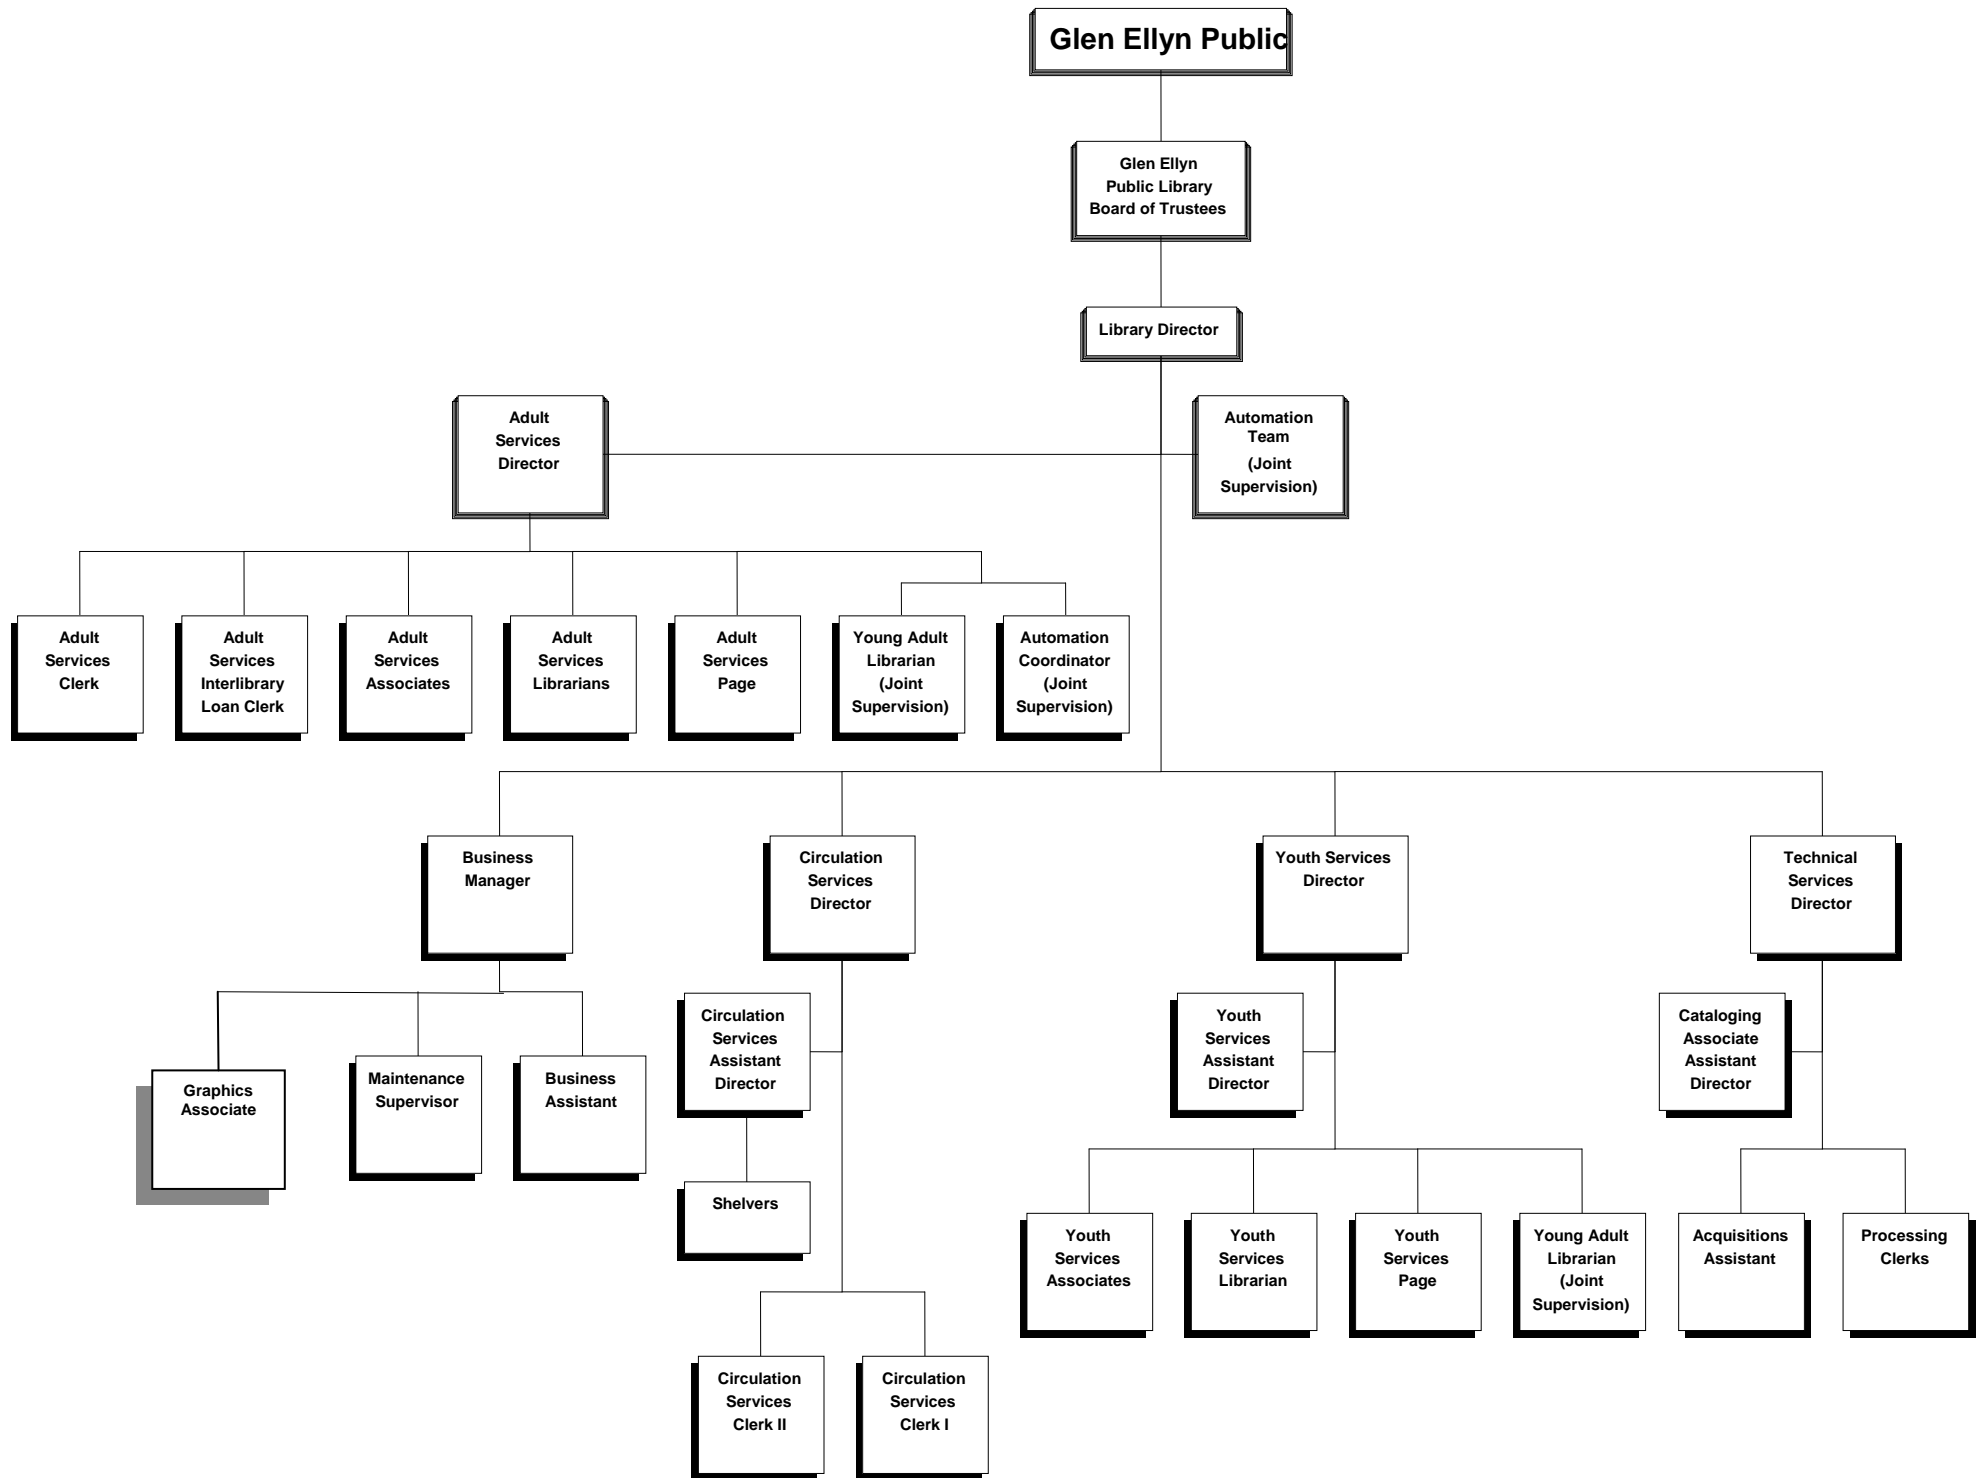 Glen Ellyn Public
Glen Ellyn
Public Library
Board of Trustees
Library Director
Adult
Services
Director
Automation
Team
(Joint
Supervision)
Adult
Services
Clerk
Adult
Services
Interlibrary
Loan Clerk
Adult
Services
Associates
Adult
Services
Librarians
Adult
Services
Page
Young Adult
Librarian
(Joint
Supervision)
Automation
Coordinator
(Joint
Supervision)
Business
Manager
Circulation
Services
Director
Youth Services
Director
Technical
Services
Director
Graphics
Associate
Maintenance
Supervisor
Business
Assistant
Circulation
Services
Assistant
Director
Youth
Services
Assistant
Director
Cataloging
Associate
Assistant
Director
Shelvers
Youth
Services
Associates
Youth
Services
Librarian
Youth
Services
Page
Young Adult
Librarian
(Joint
Supervision)
Acquisitions
Assistant
Processing
Clerks
Circulation
Services
Clerk II
Circulation
Services
Clerk I